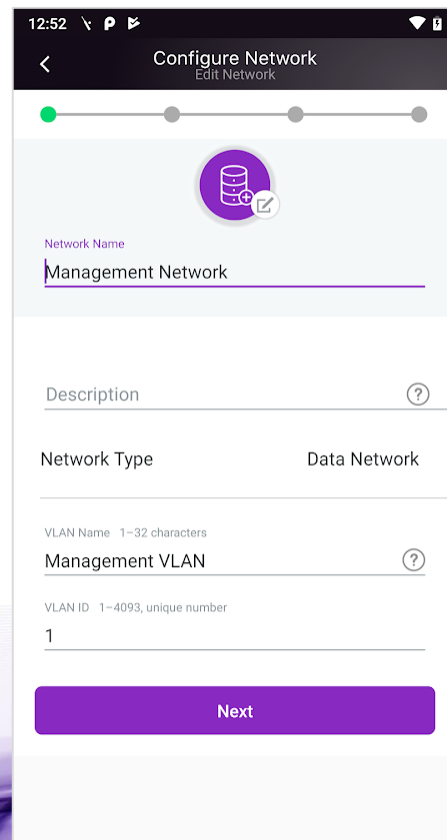 12:52
Configure Network
Edit Network
Network Name
Management Network
Description
?
Network Type Data Network
VLAN Name 1–32 characters
Management VLAN
?
VLAN ID 1–4093, unique number
1
Next